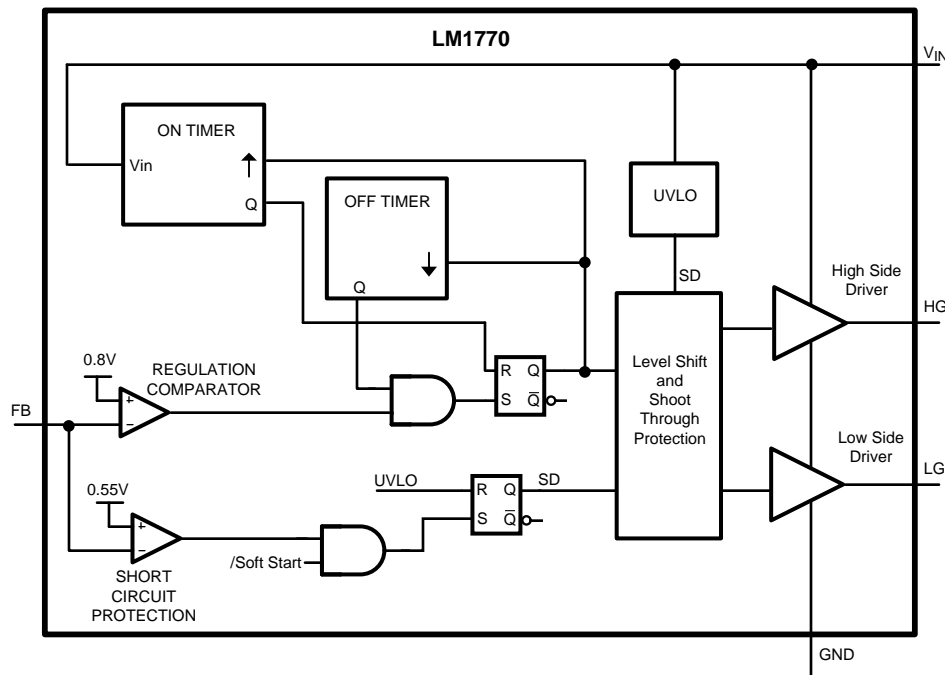 LM1770
VIN
ON TIMER
Vin
Q
OFF TIMER
Q
UVLO
SD
High Side
Driver
HG
0.8V
REGULATION
COMPARATOR
+
−
FB
R Q
S Q̅
Level Shift
and
Shoot
Through
Protection
Low Side
Driver
LG
0.55V
+
−
UVLO
R Q
S Q̅
SD
/Soft Start
SHORT
CIRCUIT
PROTECTION
GND